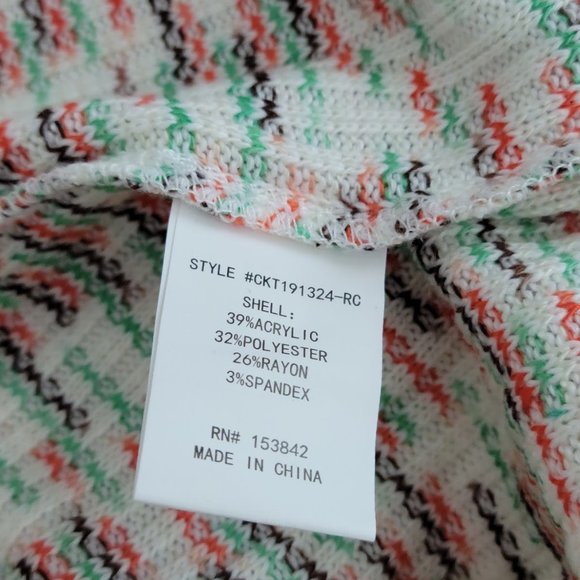 STYLE #CKT191324-RC
SHELL:
39%ACRYLIC
32%POLYESTER
26%RAYON
3%SPANDEX
RN# 153842
MADE IN CHINA